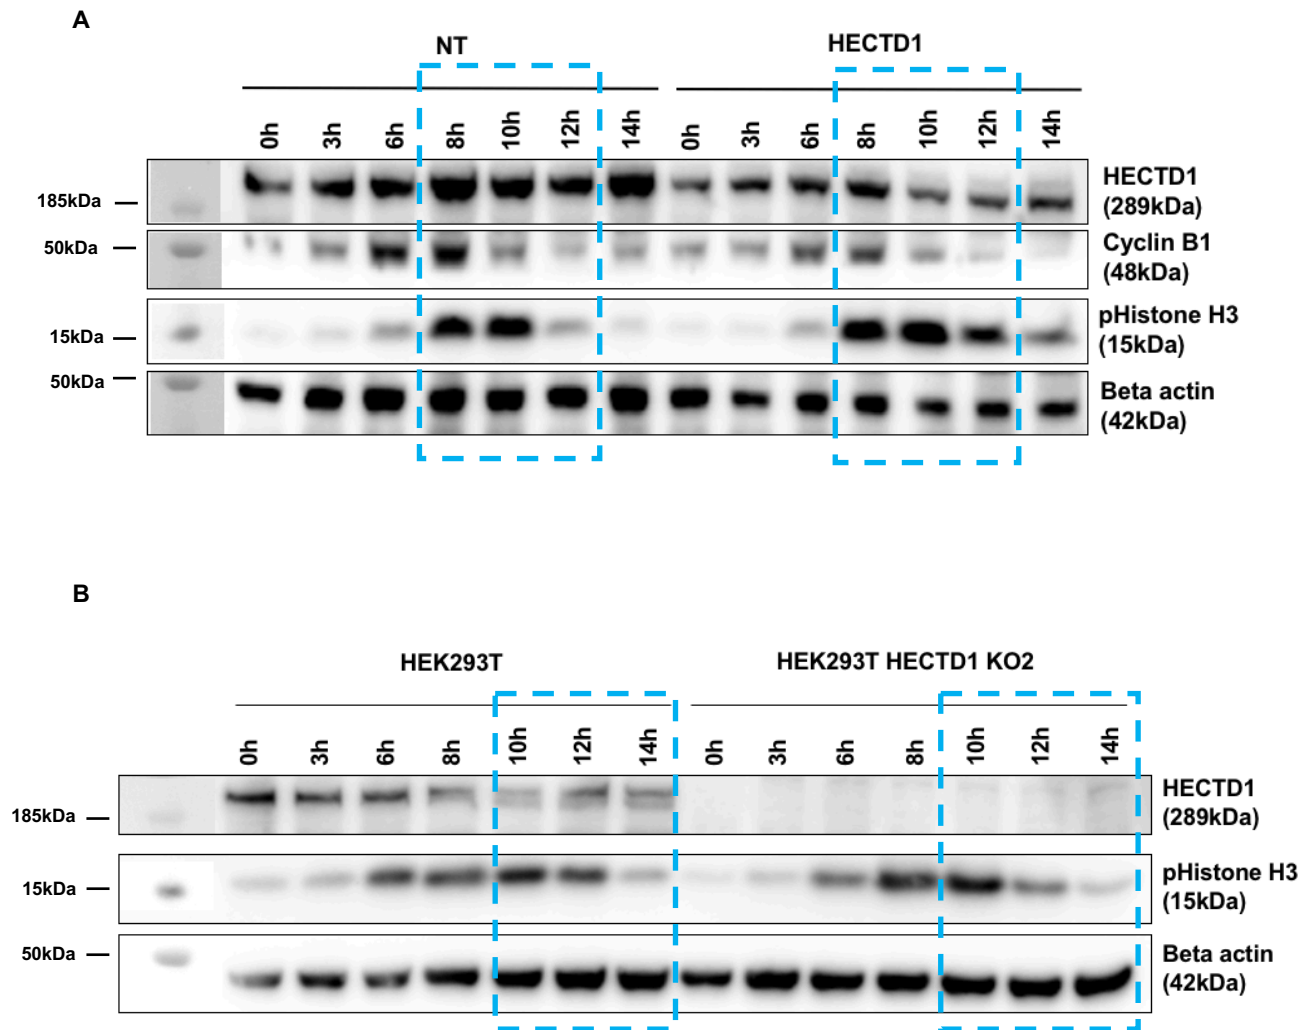 A
NT
HECTD1
0h 3h 6h 8h 10h 12h 14h 0h 3h 6h 8h 10h 12h 14h
HECTD1
(289kDa)
185kDa
50kDa
Cyclin B1
(48kDa)
pHistone H3
(15kDa)
15kDa
50kDa
Beta actin
(42kDa)
B
HEK293T
HEK293T HECTD1 KO2
0h 3h 6h 8h 10h 12h 14h 0h 3h 6h 8h 10h 12h 14h
HECTD1
(289kDa)
185kDa
pHistone H3
(15kDa)
15kDa
50kDa
Beta actin
(42kDa)